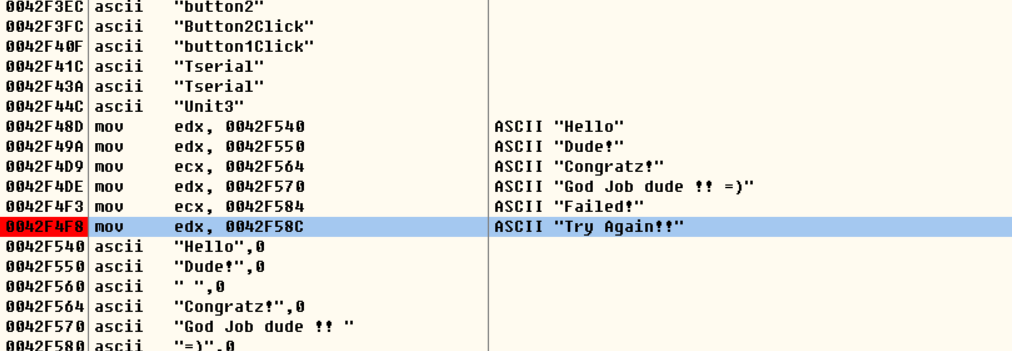 0042F3EC ascii "button2"
0042F3FC ascii "Button2Click"
0042F40F ascii "button1Click"
0042F41C ascii "Tserial"
0042F43A ascii "Tserial"
0042F44C ascii "Unit3"
0042F48D mov edx, 0042F540 ASCII "Hello"
0042F49A mov edx, 0042F550 ASCII "Dude!"
0042F4D9 mov ecx, 0042F564 ASCII "Congratz!"
0042F4DE mov edx, 0042F570 ASCII "God Job dude !! =)"
0042F4F3 mov ecx, 0042F584 ASCII "Failed!"
0042F4F8 mov edx, 0042F58C ASCII "Try Again!!"
0042F540 ascii "Hello",0
0042F550 ascii "Dude!",0
0042F560 ascii " ",0
0042F564 ascii "Congratz!",0
0042F570 ascii "God Job dude !! "
0042F580 ascii "=)",0